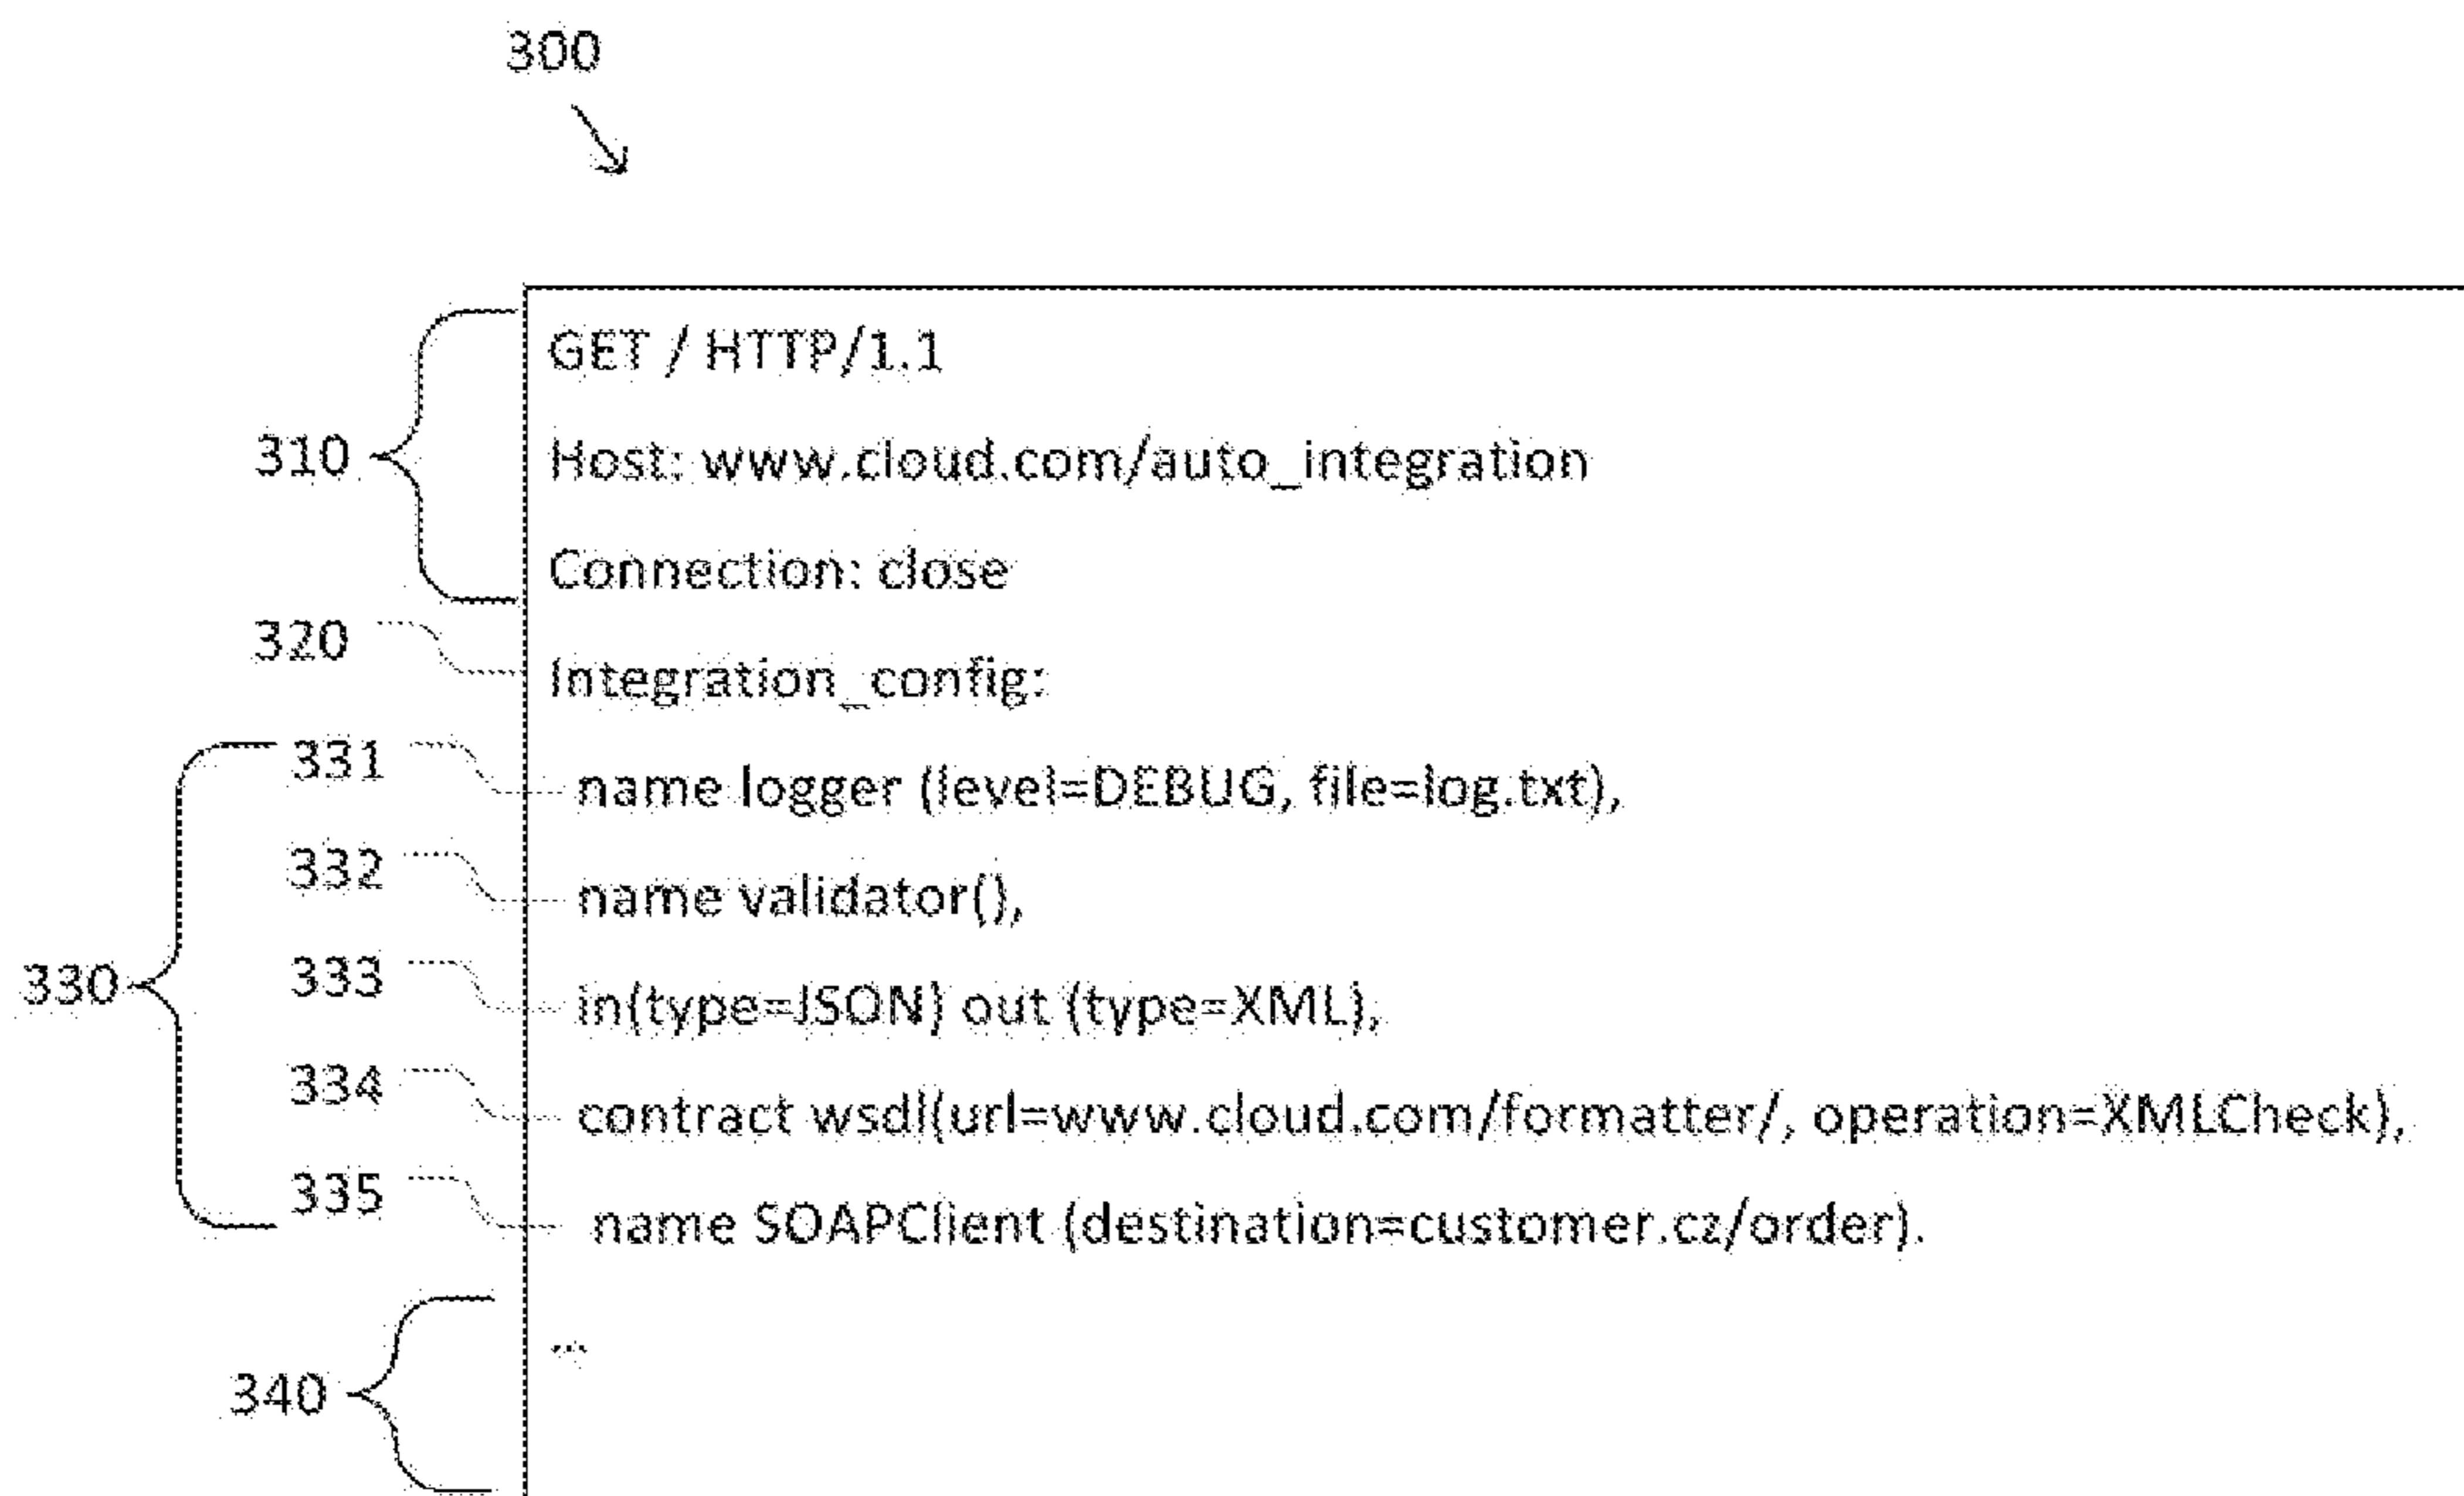 300
GET / HTTP/1.1
310
Host: www.cloud.com/auto_integration
Connection: close
320
Integration_config:
331
name logger (level=DEBUG, file=log.txt),
332
name validator(),
330
333
in(type=JSON) out (type=XML),
334
contract wsdl(url=www.cloud.com/formatter/, operation=XMLCheck),
335
name SOAPClient (destination=customer.cz/order).
...
340